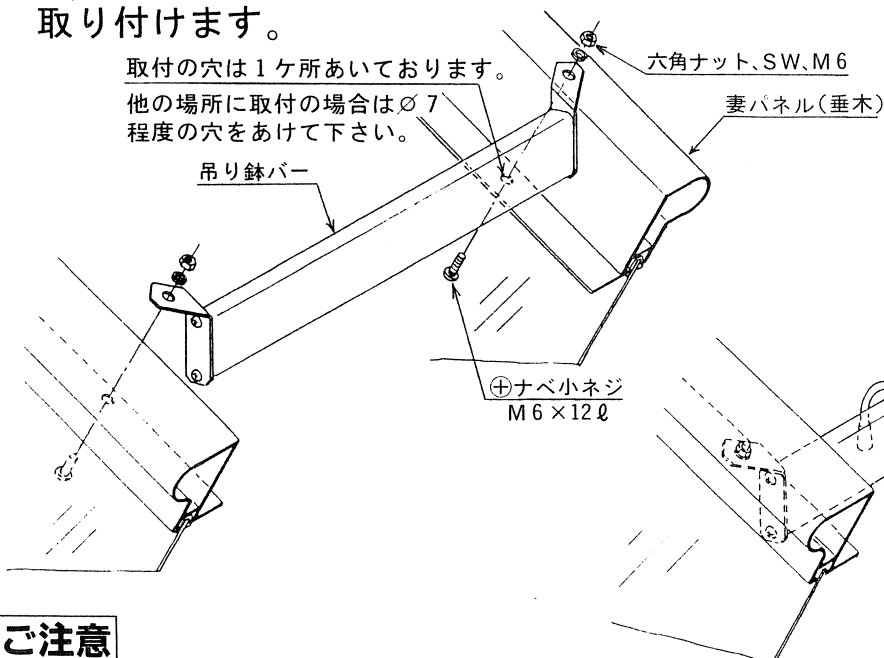 取り付けます。
取付の穴は1ケ所あいております。
他の場所に取付の場合は∅7
程度の穴をあけて下さい。
六角ナット、SW、M6
妻パネル(垂木)
吊り鉢バー
⊕ナベ小ネジ
M6×12ℓ
ご注意